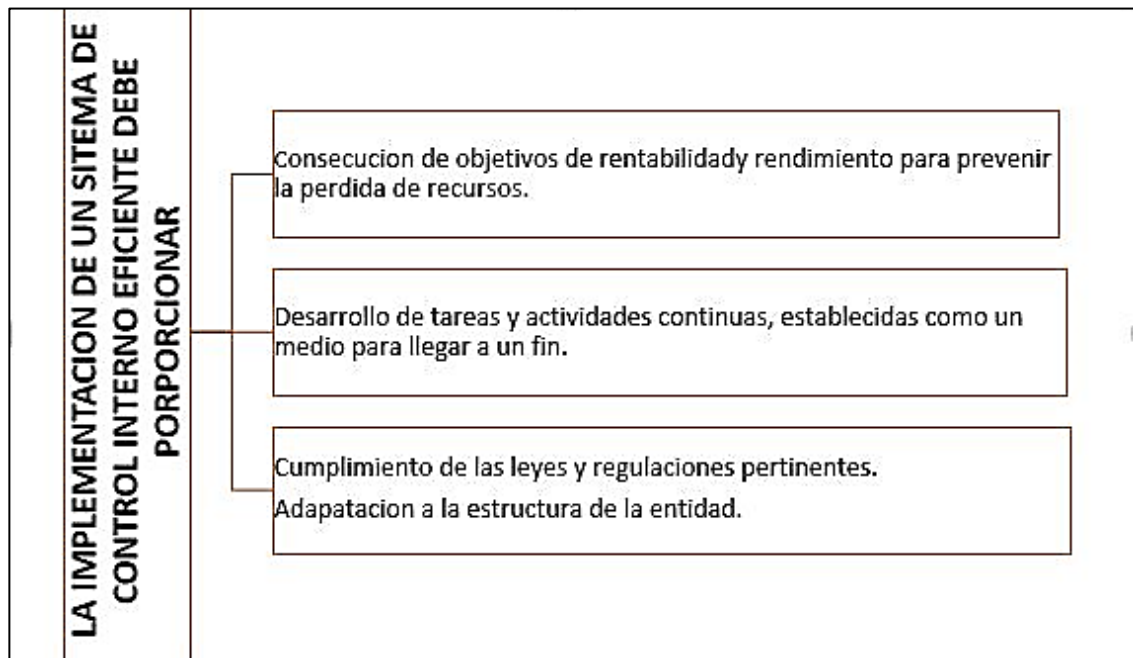 LA IMPLEMENTACION DE UN SITEMA DE
CONTROL INTERNO EFICIENTE DEBE
PORPORCIONAR
Consecucion de objetivos de rentabilidady rendimiento para prevenir
la perdida de recursos.
Desarrollo de tareas y actividades continuas, establecidas como un
medio para llegar a un fin.
Cumplimiento de las leyes y regulaciones pertinentes.
Adapatacion a la estructura de la entidad.